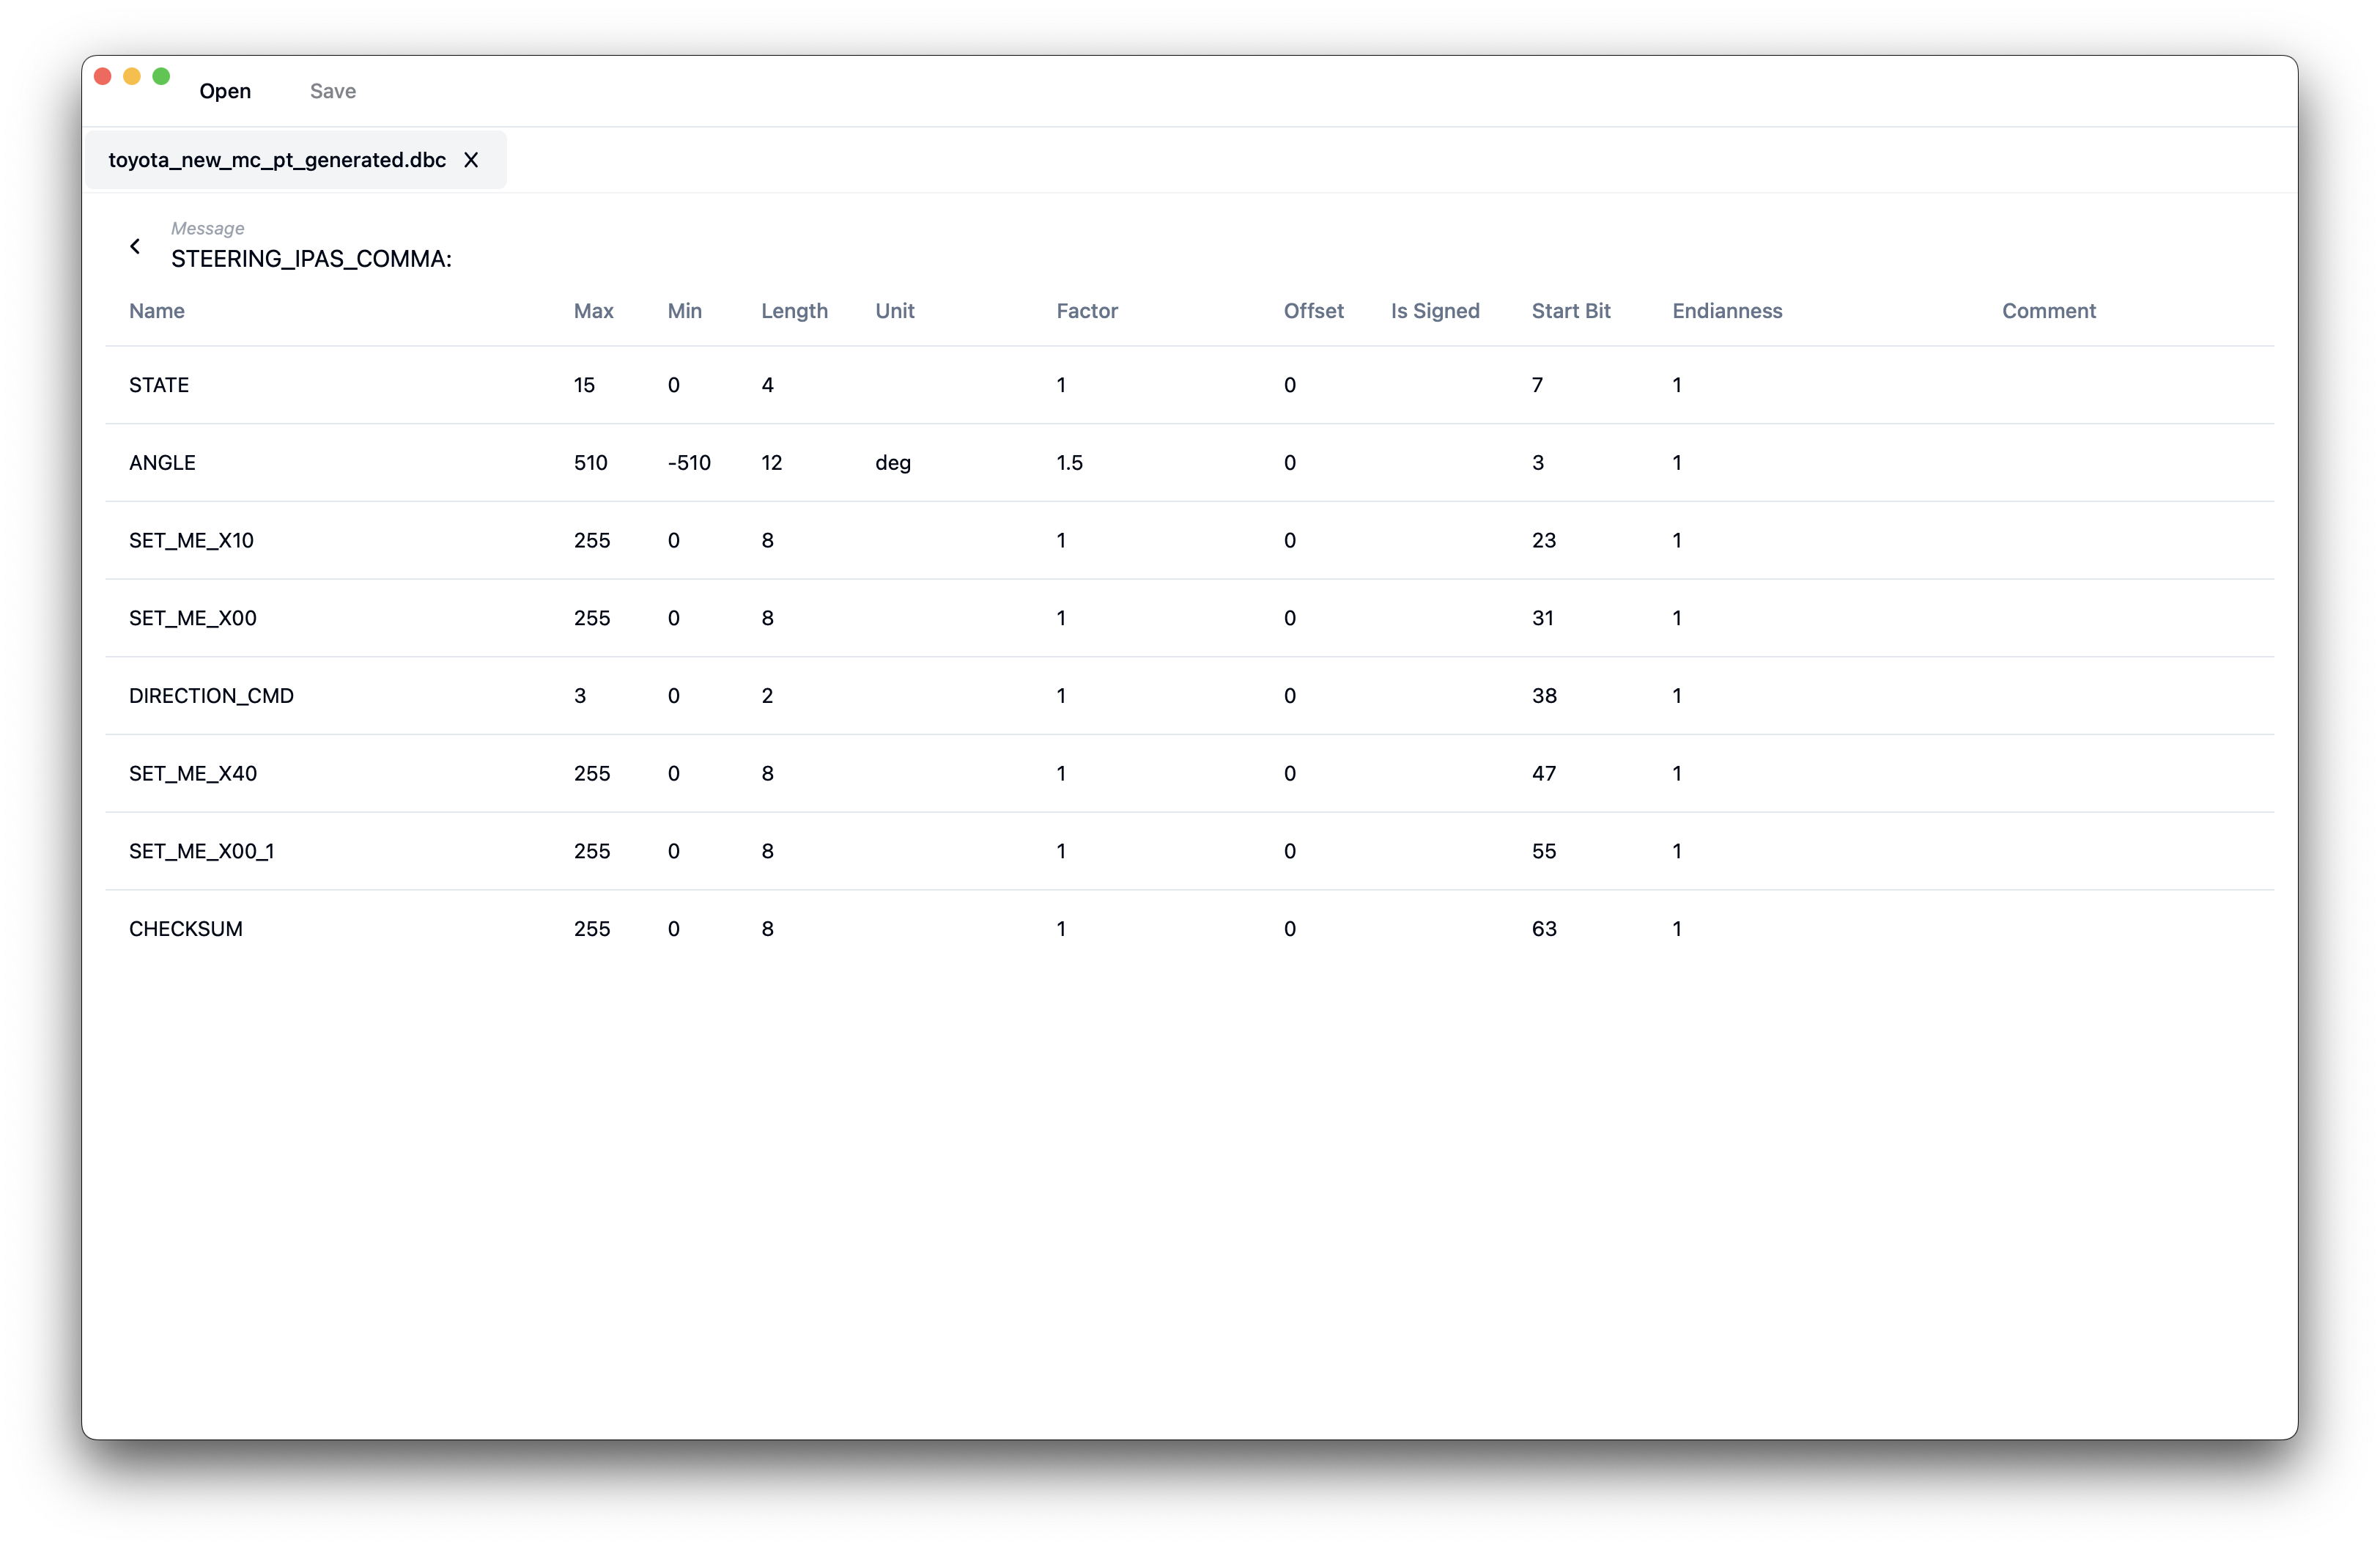 Open Save
toyota_new_mc_pt_generated.dbc X
Message
STEERING_IPAS_COMMA:
Name Max Min Length Unit Factor Offset Is Signed Start Bit Endianness Comment
STATE 15 0 4 1 0 7 1
ANGLE 510 -510 12 deg 1.5 0 3 1
SET_ME_X10 255 0 8 1 0 23 1
SET_ME_X00 255 0 8 1 0 31 1
DIRECTION_CMD 3 0 2 1 0 38 1
SET_ME_X40 255 0 8 1 0 47 1
SET_ME_X00_1 255 0 8 1 0 55 1
CHECKSUM 255 0 8 1 0 63 1